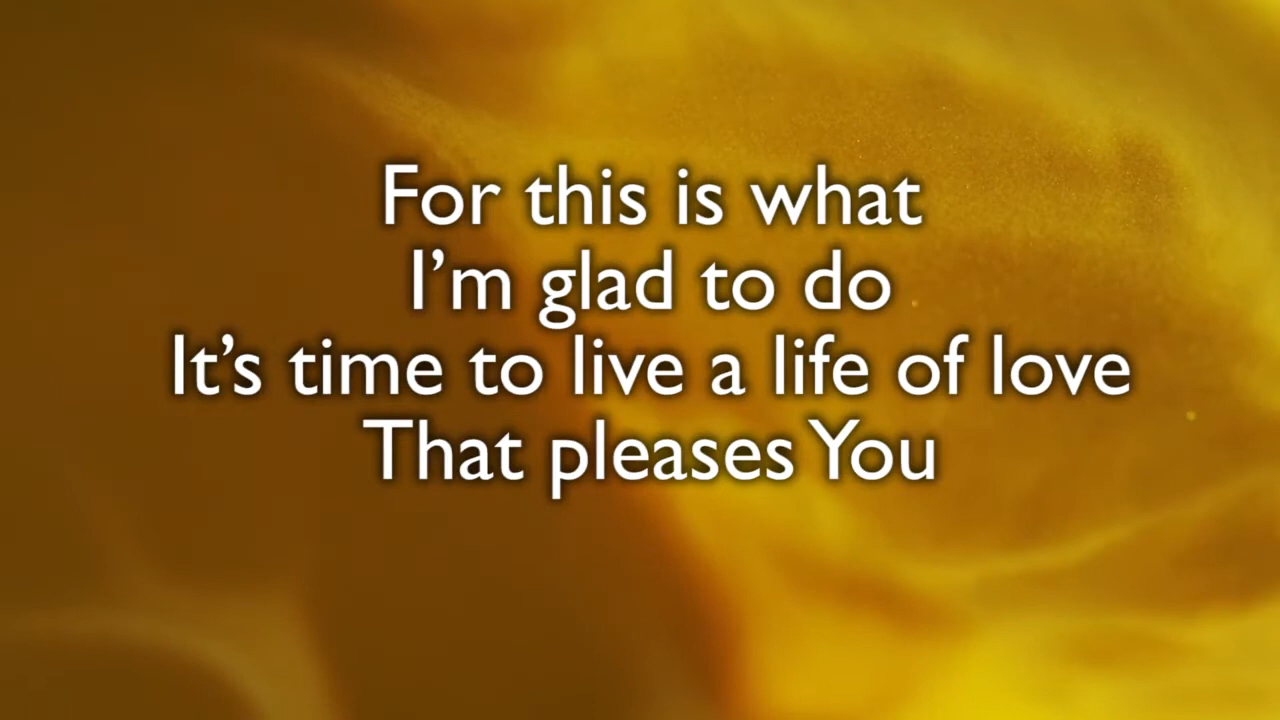 For this is what
I’m glad to do
It’s time to live a life of love
That pleases You